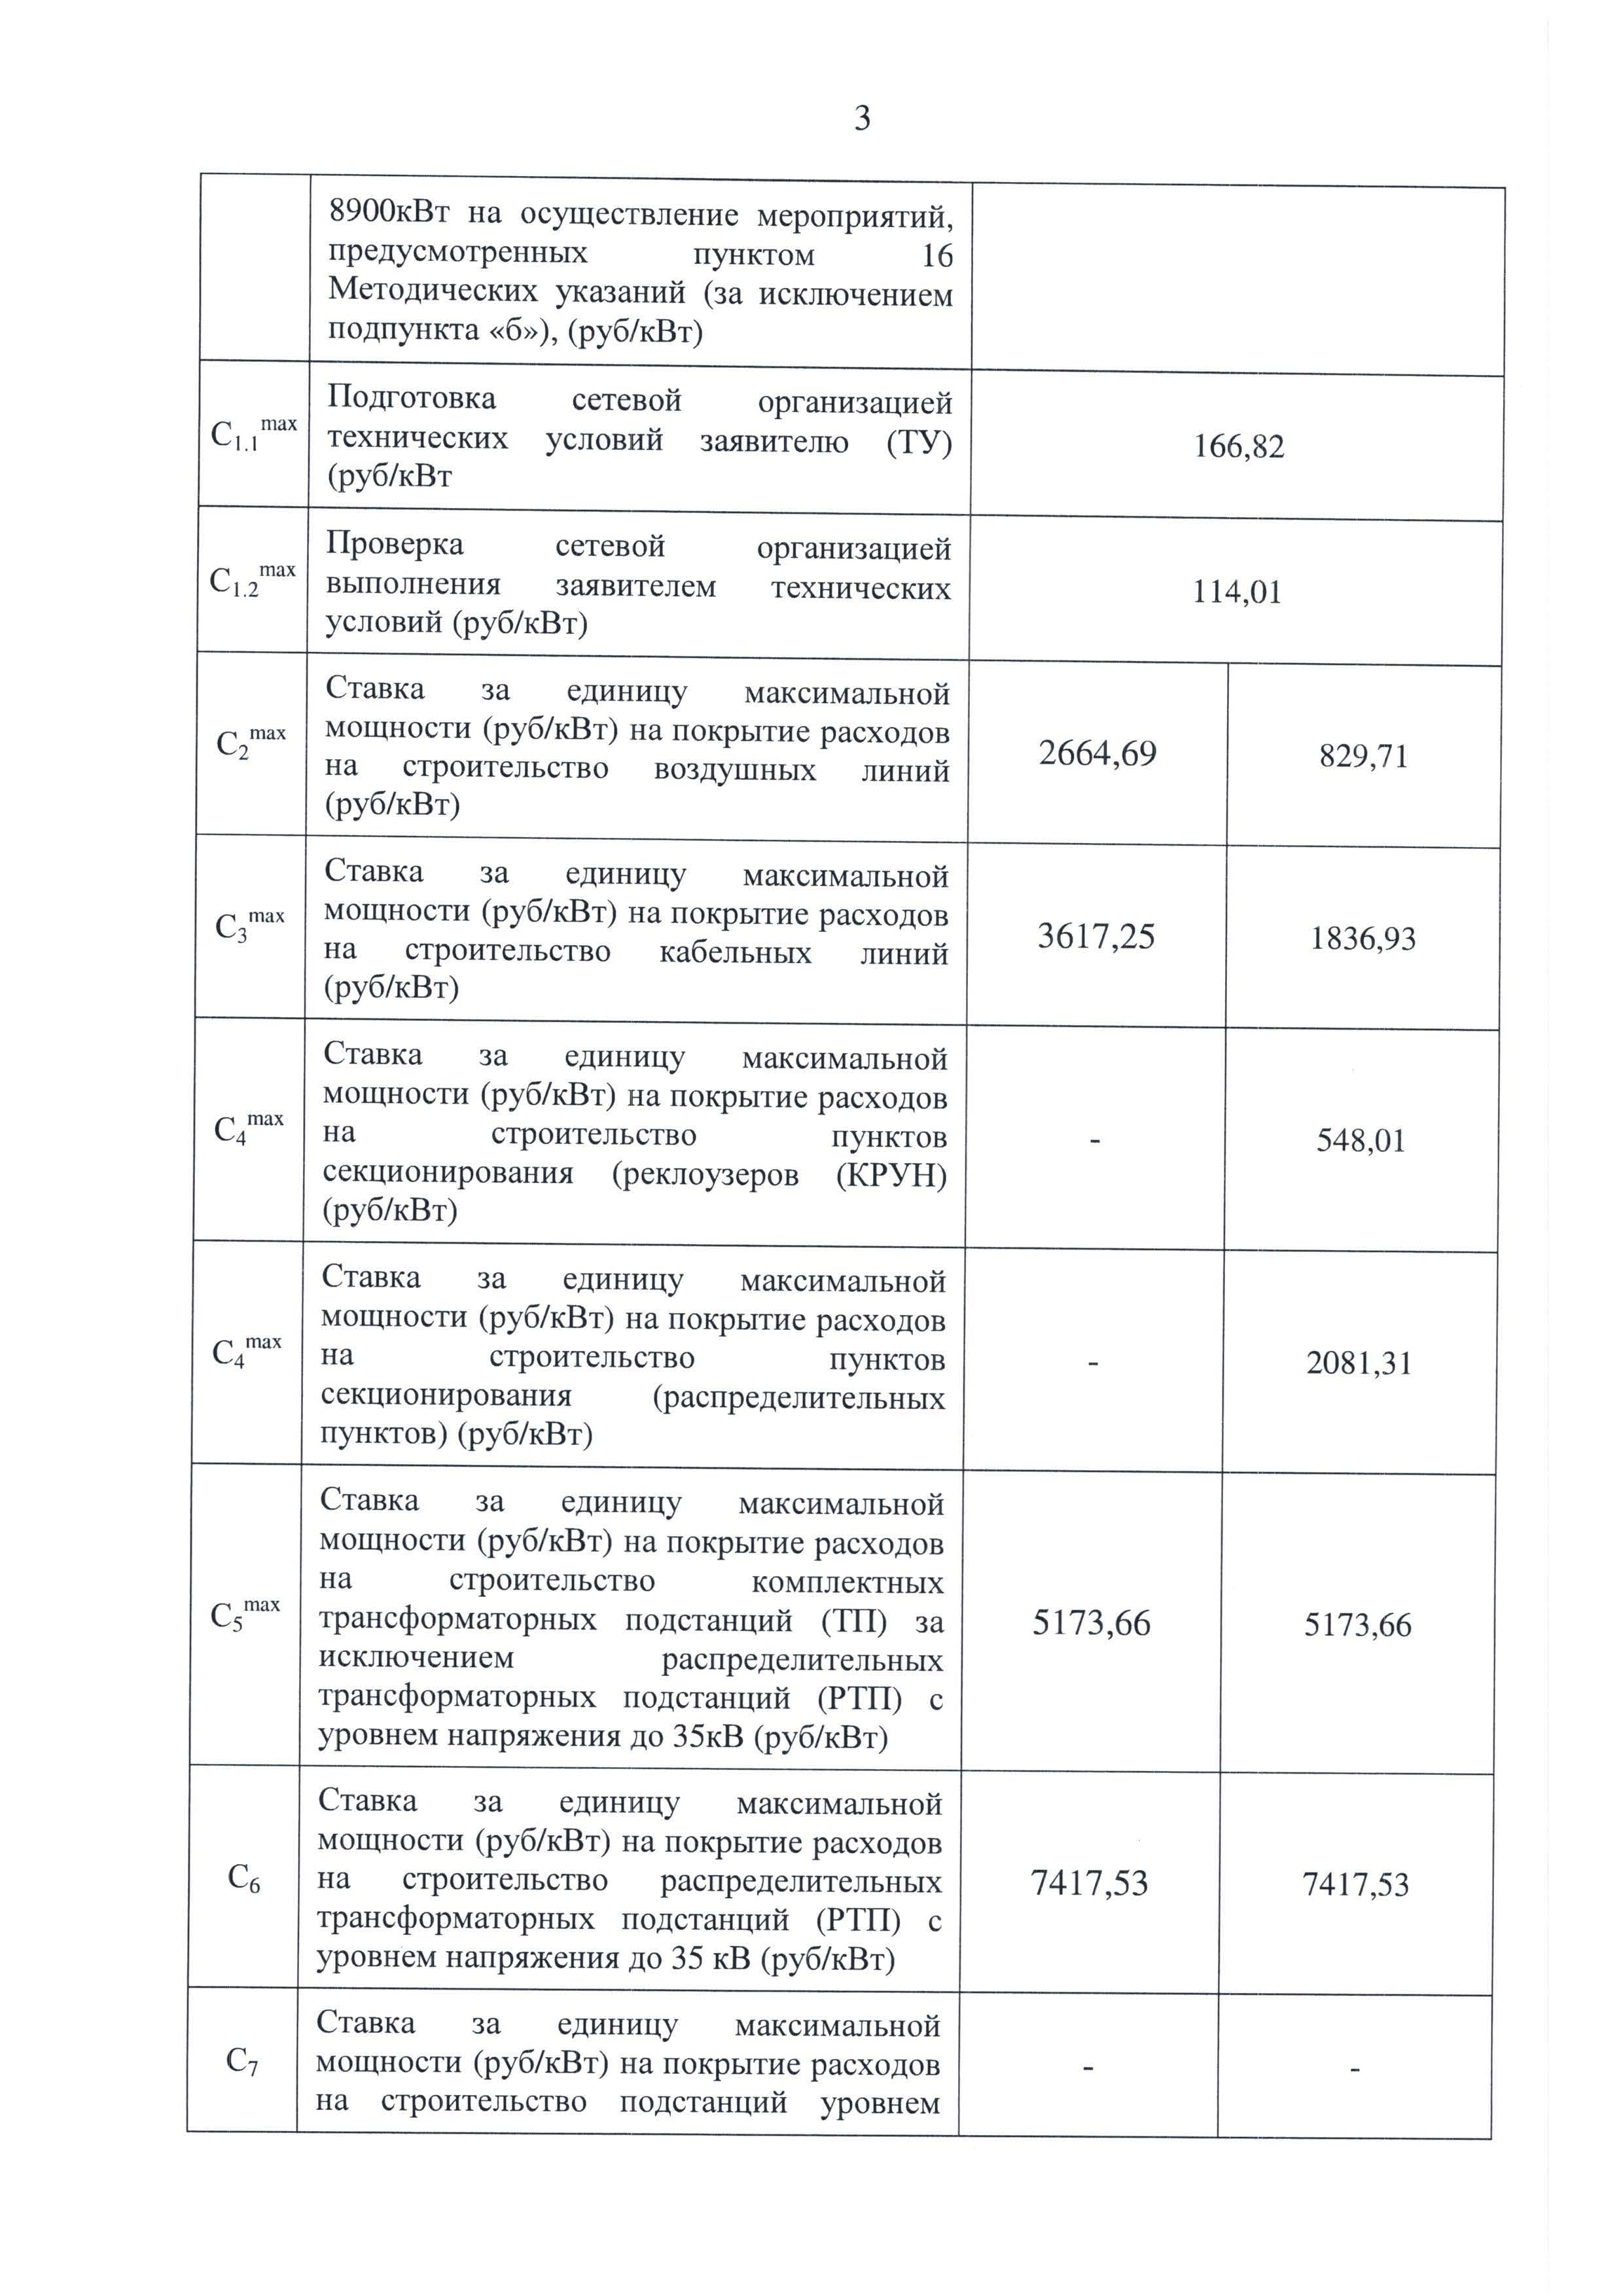 3
8900кВт на осуществление мероприятий,
предусмотренных пунктом 16
Методических указаний (за исключением
подпункта «б»), (руб/кВт)
C1.1max
Подготовка сетевой организацией
технических условий заявителю (ТУ)
(руб/кВт
166,82
C1.2max
Проверка сетевой организацией
выполнения заявителем технических
условий (руб/кВт)
114,01
C2max
Ставка за единицу максимальной
мощности (руб/кВт) на покрытие расходов
на строительство воздушных линий
(руб/кВт)
2664,69
829,71
C3max
Ставка за единицу максимальной
мощности (руб/кВт) на покрытие расходов
на строительство кабельных линий
(руб/кВт)
3617,25
1836,93
C4max
Ставка за единицу максимальной
мощности (руб/кВт) на покрытие расходов
на строительство пунктов
секционирования (реклоузеров (КРУН)
(руб/кВт)
-
548,01
C4max
Ставка за единицу максимальной
мощности (руб/кВт) на покрытие расходов
на строительство пунктов
секционирования (распределительных
пунктов) (руб/кВт)
-
2081,31
C5max
Ставка за единицу максимальной
мощности (руб/кВт) на покрытие расходов
на строительство комплектных
трансформаторных подстанций (ТП) за
исключением распределительных
трансформаторных подстанций (РТП) с
уровнем напряжения до 35кВ (руб/кВт)
5173,66
5173,66
C6
Ставка за единицу максимальной
мощности (руб/кВт) на покрытие расходов
на строительство распределительных
трансформаторных подстанций (РТП) с
уровнем напряжения до 35 кВ (руб/кВт)
7417,53
7417,53
C7
Ставка за единицу максимальной
мощности (руб/кВт) на покрытие расходов
на строительство подстанций уровнем
-
-